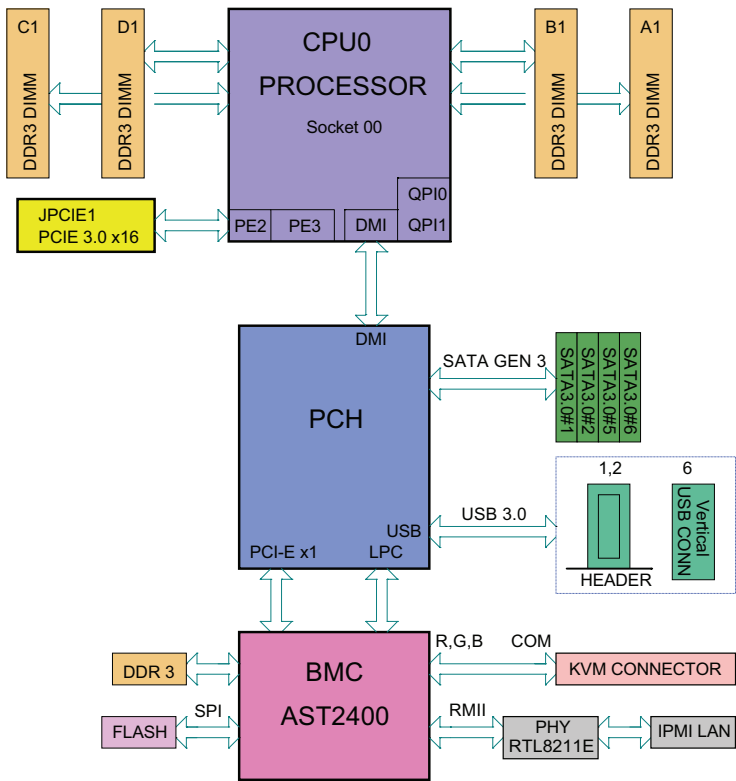 C1
D1
B1
A1
DDR3 DIMM
DDR3 DIMM
DDR3 DIMM
DDR3 DIMM
CPU0
PROCESSOR
Socket 00
QPI0
JPCIE1
PCIE 3.0 x16
PE2
PE3
DMI
QPI1
DMI
PCH
SATA GEN 3
SATA3.0#1
SATA3.0#2
SATA3.0#5
SATA3.0#6
1,2
6
USB 3.0
USB
Vertical
USB CONN
HEADER
PCI-E x1
LPC
BMC
AST2400
DDR 3
R,G,B
COM
KVM CONNECTOR
SPI
FLASH
RMII
PHY
RTL8211E
IPMI LAN